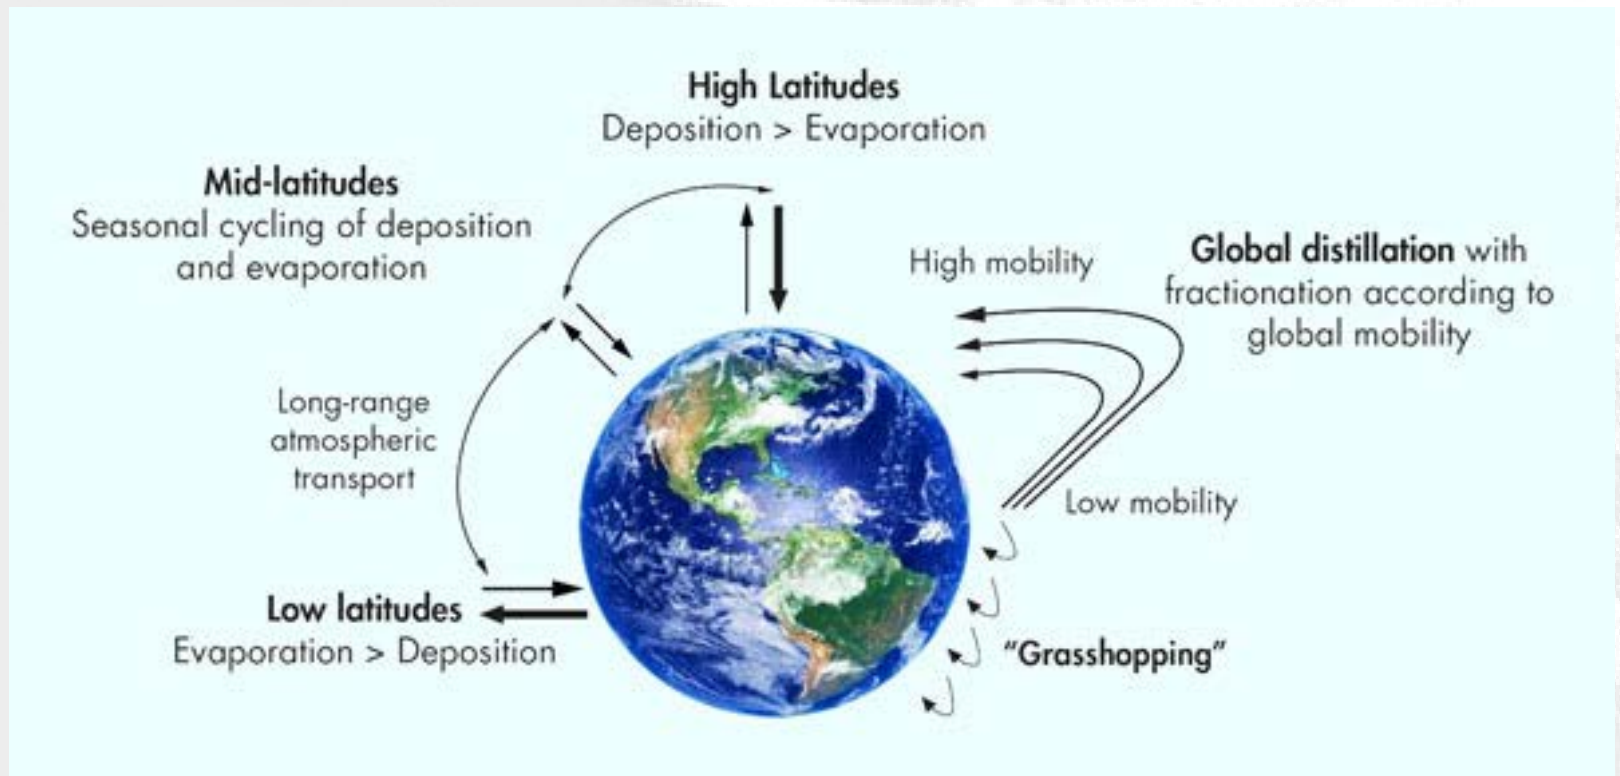 High Latitudes
Deposition > Evaporation
Mid-latitudes
Seasonal cycling of deposition
and evaporation
High mobility
Global distillation with
fractionation according to
global mobility
Long-range
atmospheric
transport
Low mobility
Low latitudes
Evaporation > Deposition
“Grasshopping”